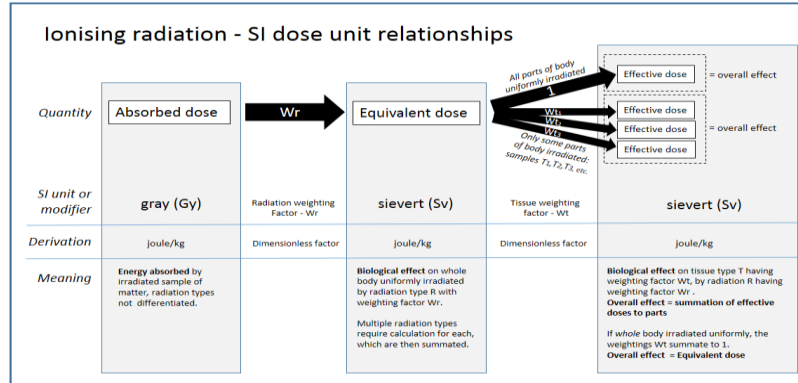 Ionising radiation - SI dose unit relationships
Quantity
Absorbed dose
Wr
Equivalent dose
All parts of body
uniformly irradiated
1
Wt₁
Wt₂
Wt₃
Only some parts
of body irradiated:
samples T₁,T₂,T₃, etc.
Effective dose
= overall effect
Effective dose
Effective dose
Effective dose
= overall effect
SI unit or
modifier
gray (Gy)
Radiation weighting
Factor - Wr
sievert (Sv)
Tissue weighting
factor - Wt
sievert (Sv)
Derivation
joule/kg
Dimensionless factor
joule/kg
Dimensionless factor
joule/kg
Meaning
Energy absorbed by
irradiated sample of
matter, radiation types
not differentiated.
Biological effect on whole
body uniformly irradiated
by radiation type R with
weighting factor Wr.
Multiple radiation types
require calculation for each,
which are then summated.
Biological effect on tissue type T having
weighting factor Wt, by radiation R having
weighting factor Wr .
Overall effect = summation of effective
doses to parts
If whole body irradiated uniformly, the
weightings Wt summate to 1.
Overall effect = Equivalent dose